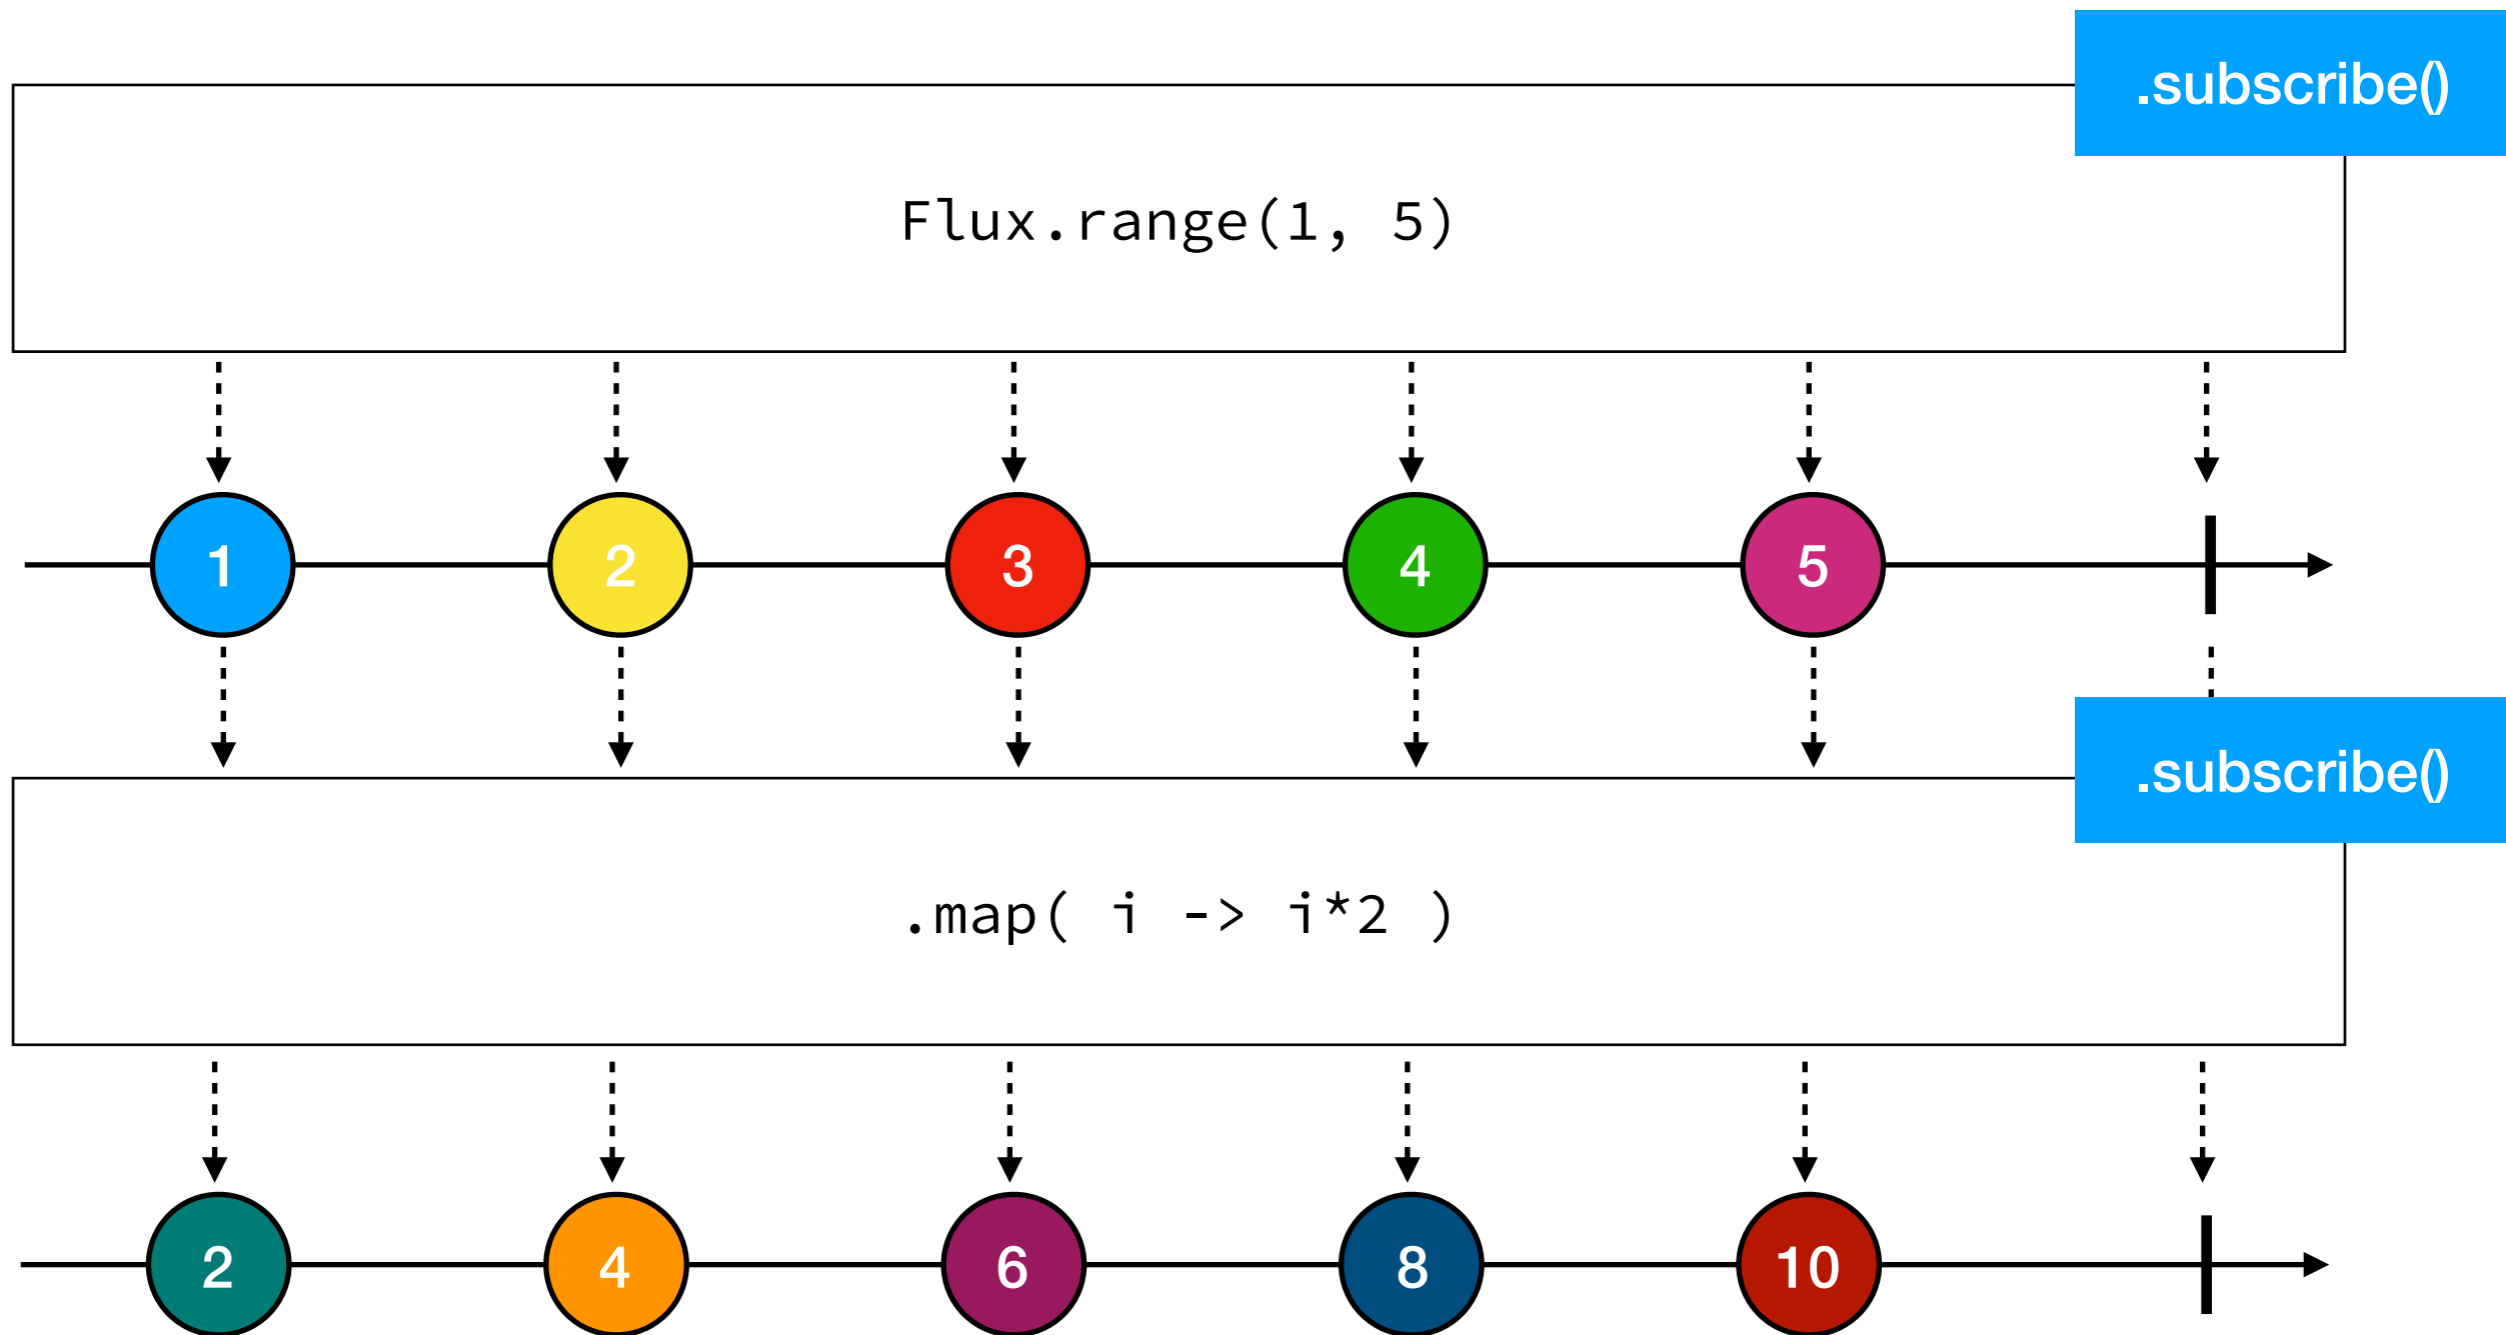 .subscribe()
Flux.range(1, 5)
1 2 3 4 5
.subscribe()
.map( i -> i*2 )
2 4 6 8 10